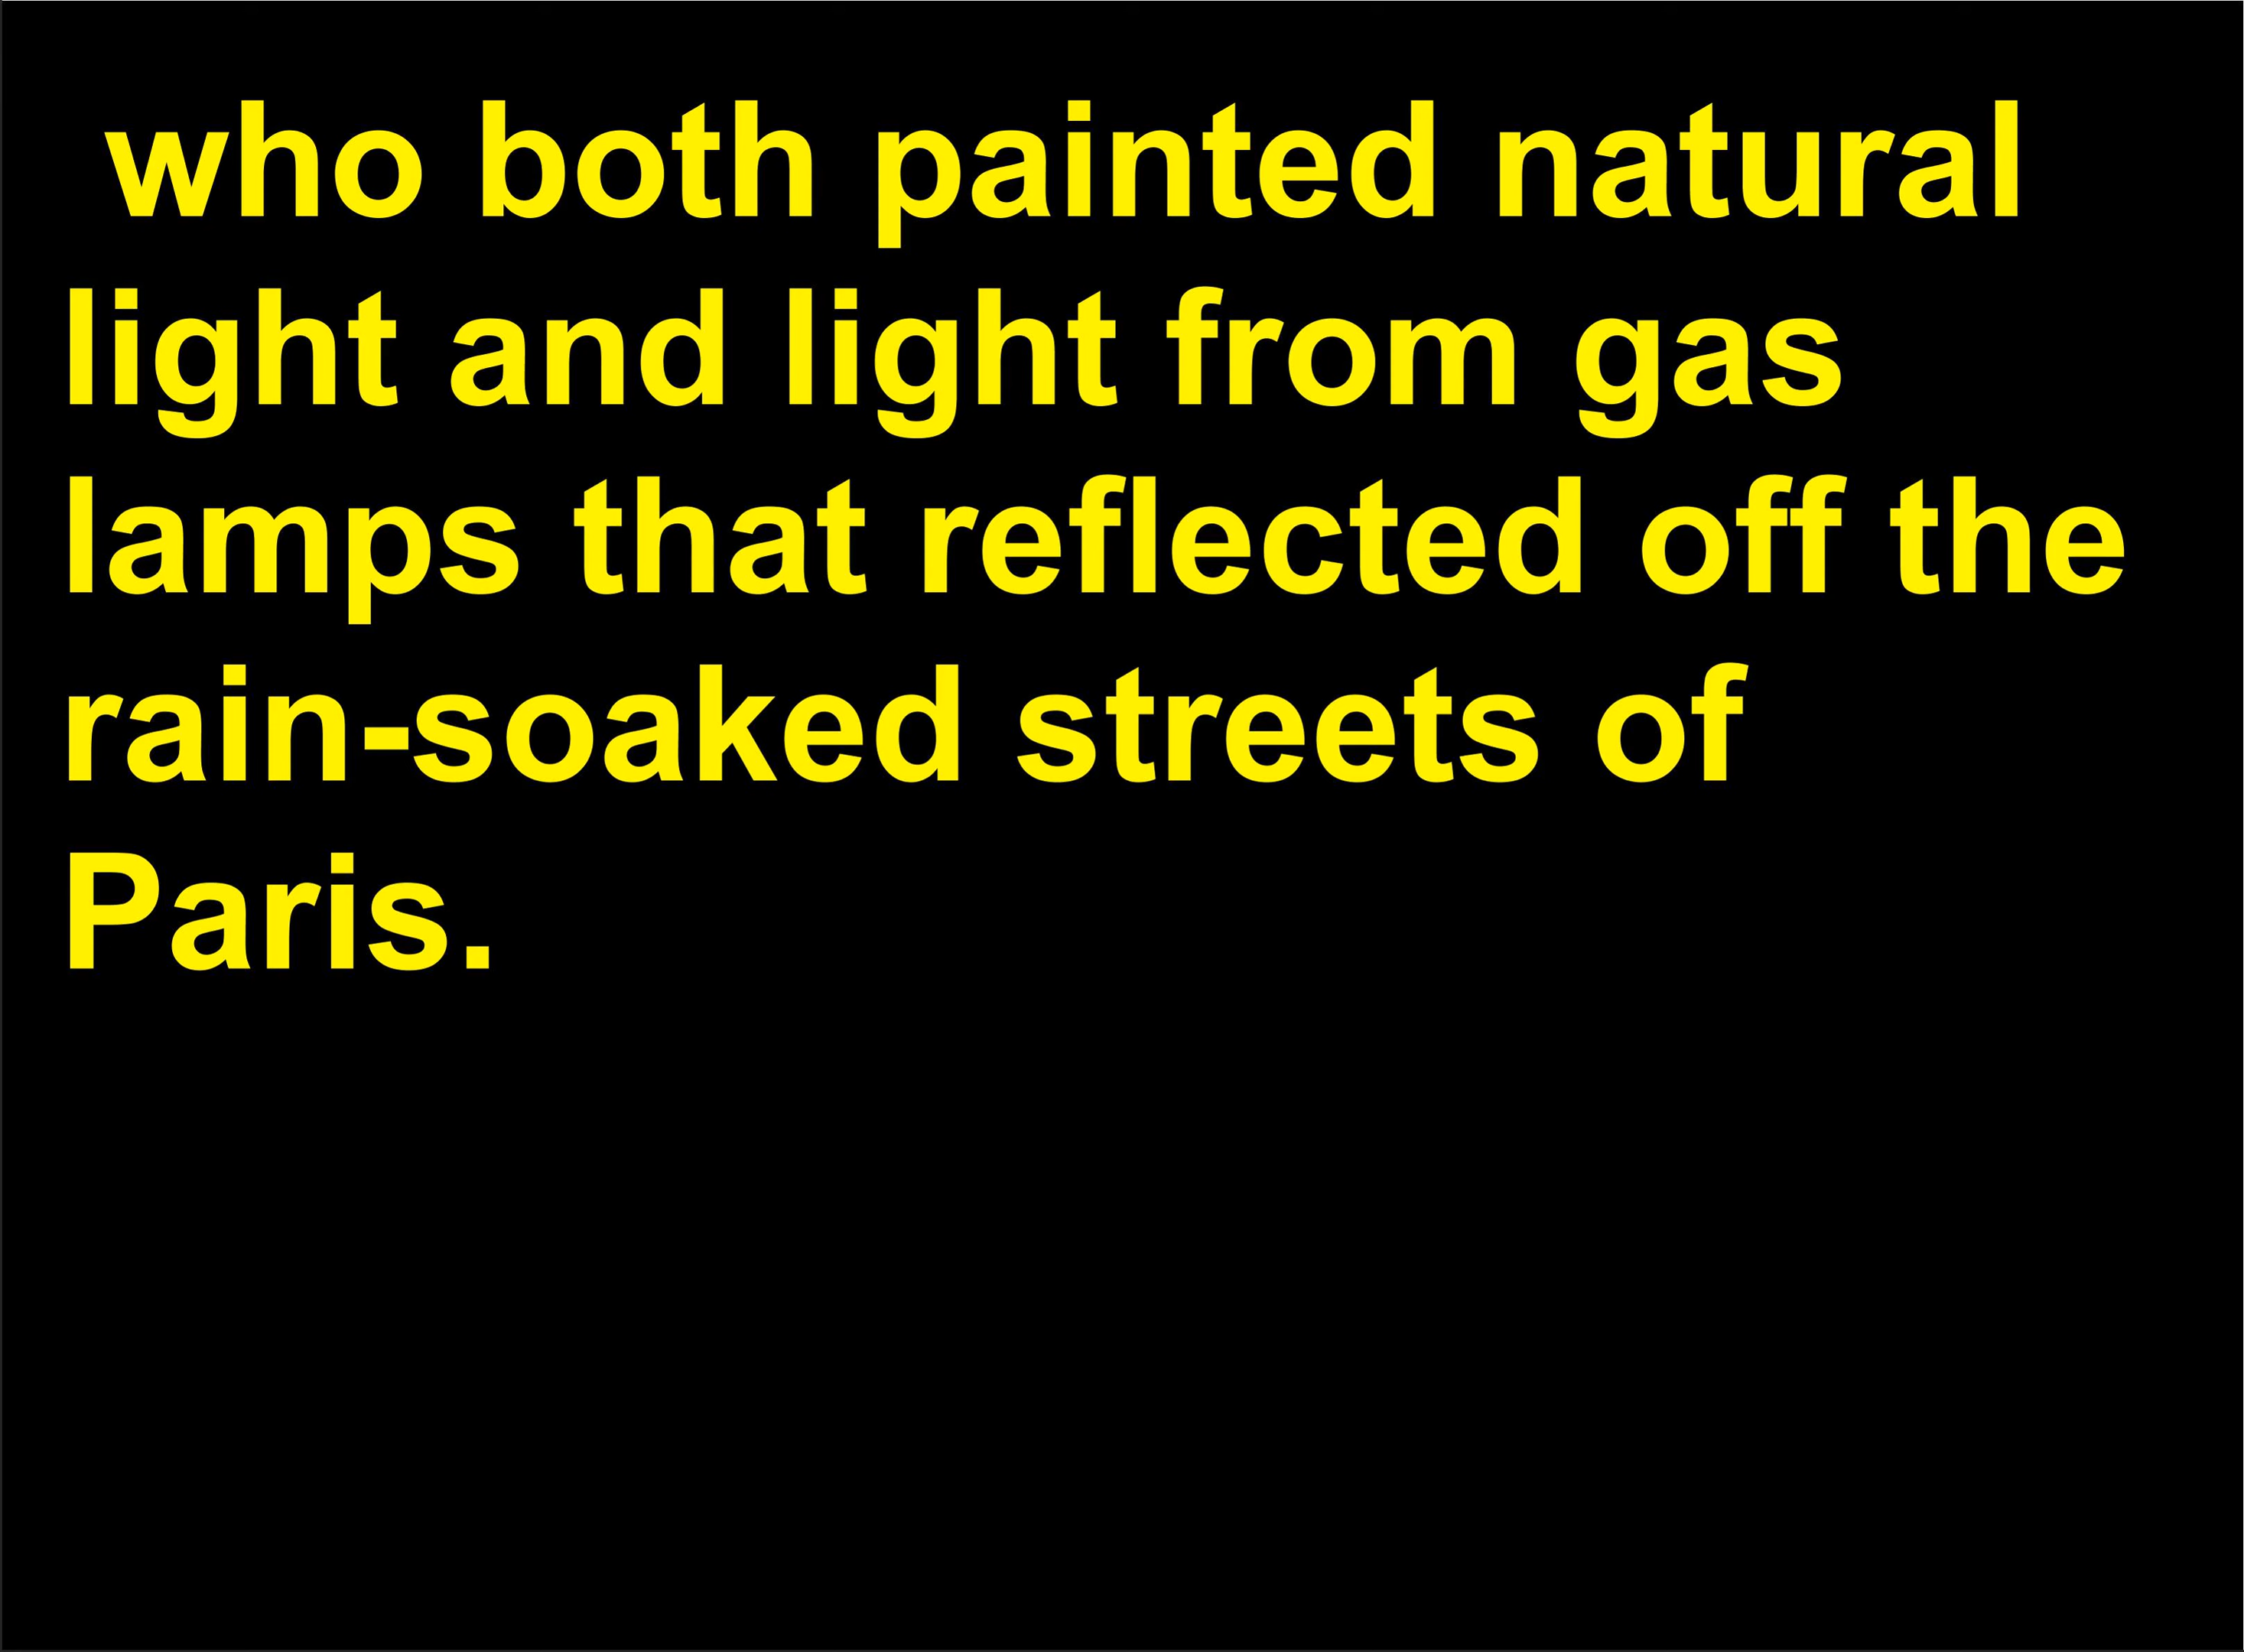 who both painted natural
light and light from gas
lamps that reflected off the
rain-soaked streets of
Paris.